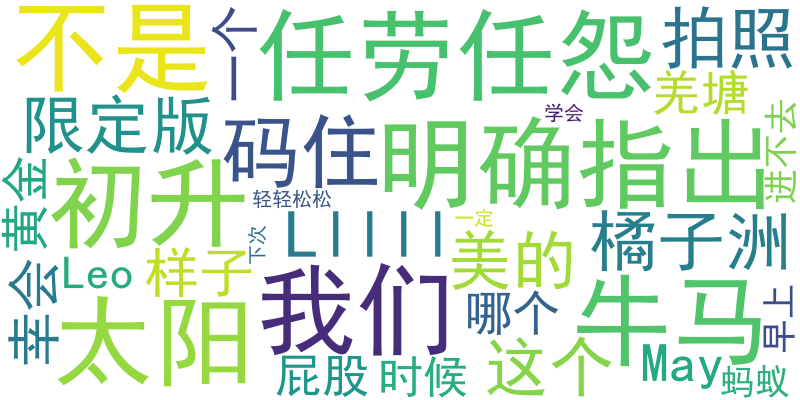 不是
一个
任劳任怨
拍照
羌塘
限定版
码住
学会
明确指出
进不去
黄金
初升
轻轻松松
Lllll
一定
下次
美的
橘子洲
幸会
Leo
样子
太阳
我们
哪个
牛马
早上
屁股
时候
这个
May
蚂蚁